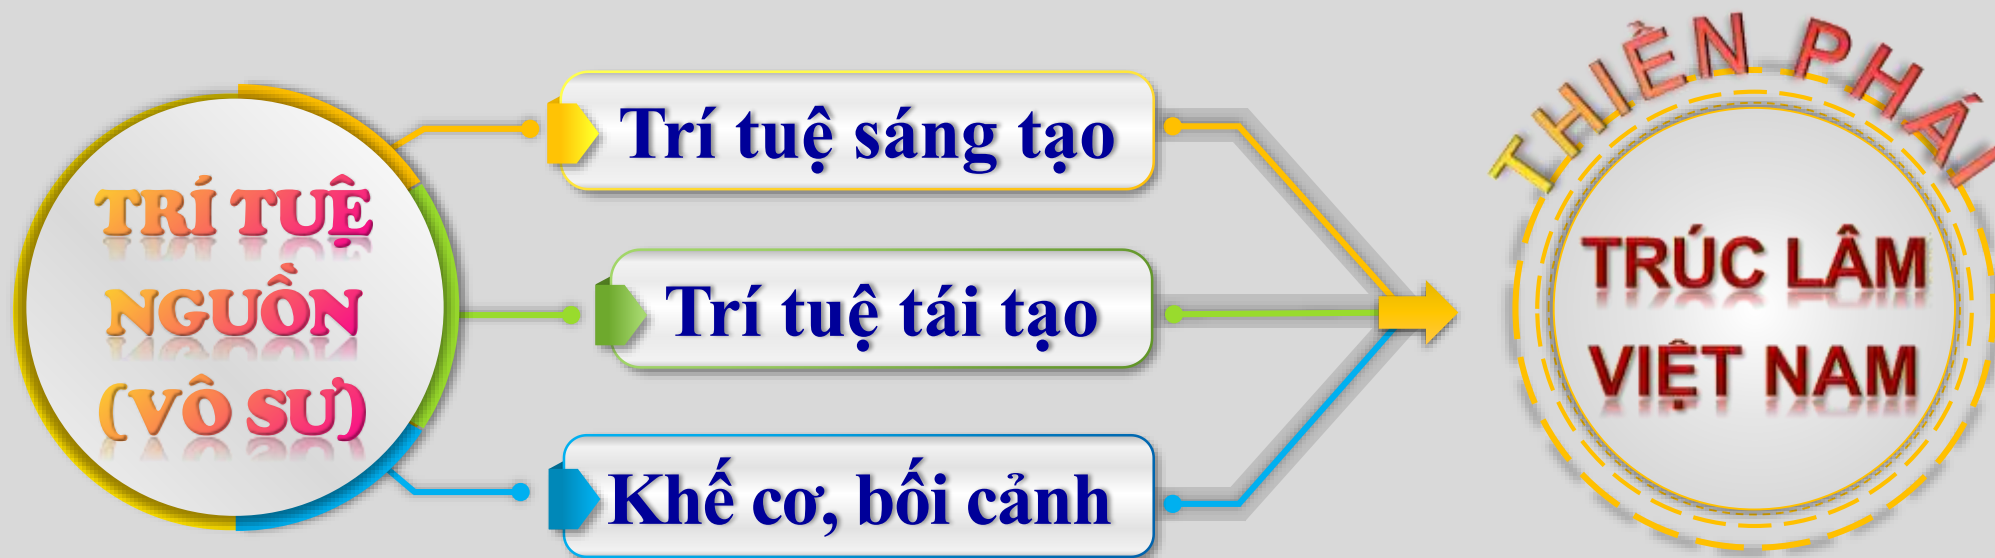 TRÍ TUỆ
NGUỒN
(VÔ SƯ)
Trí tuệ sáng tạo
Trí tuệ tái tạo
Khế cơ, bối cảnh
THIỀN PHÁI
TRÚC LÂM
VIỆT NAM